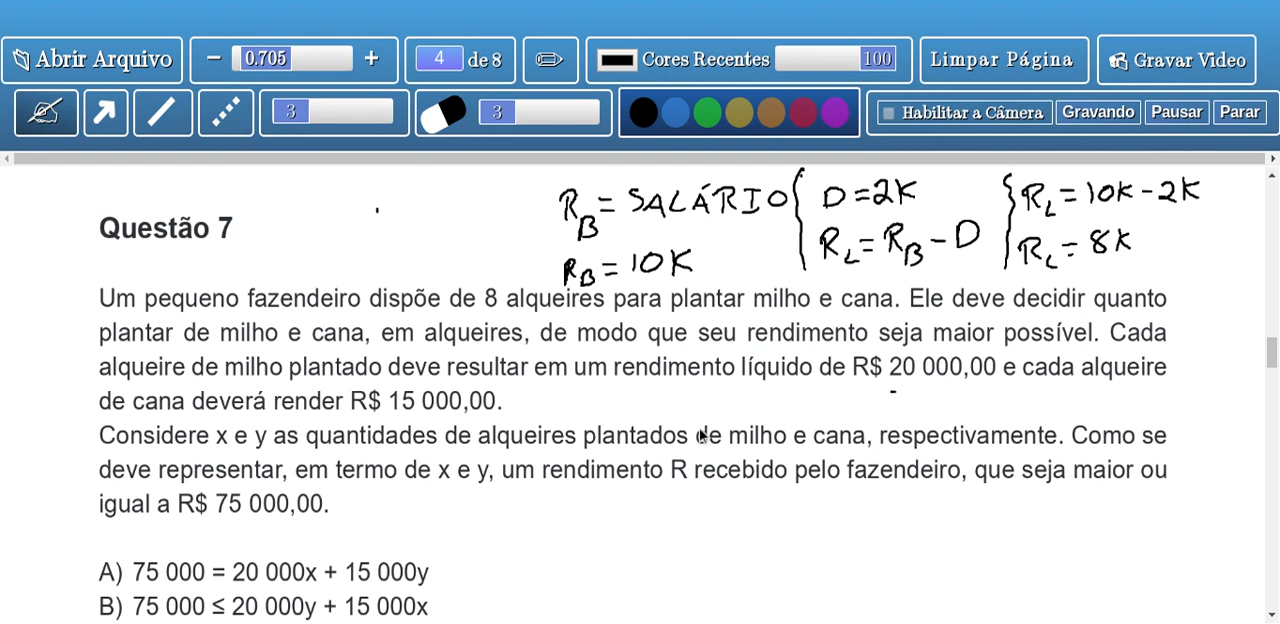 Abrir Arquivo − 0.705 + 4 de 8 Cores Recentes 100 Limpar Página Gravar Video
3 3 Habilitar a Câmera Gravando Pausar Parar
R_B = SALÁRIO { D = 2K { R_L = 10K - 2K
R_B = 10K R_L = R_B - D R_L = 8K
Questão 7
Um pequeno fazendeiro dispõe de 8 alqueires para plantar milho e cana. Ele deve decidir quanto
plantar de milho e cana, em alqueires, de modo que seu rendimento seja maior possível. Cada
alqueire de milho plantado deve resultar em um rendimento líquido de R$ 20 000,00 e cada alqueire
de cana deverá render R$ 15 000,00.
Considere x e y as quantidades de alqueires plantados de milho e cana, respectivamente. Como se
deve representar, em termo de x e y, um rendimento R recebido pelo fazendeiro, que seja maior ou
igual a R$ 75 000,00.
A) 75 000 = 20 000x + 15 000y
B) 75 000 ≤ 20 000y + 15 000x